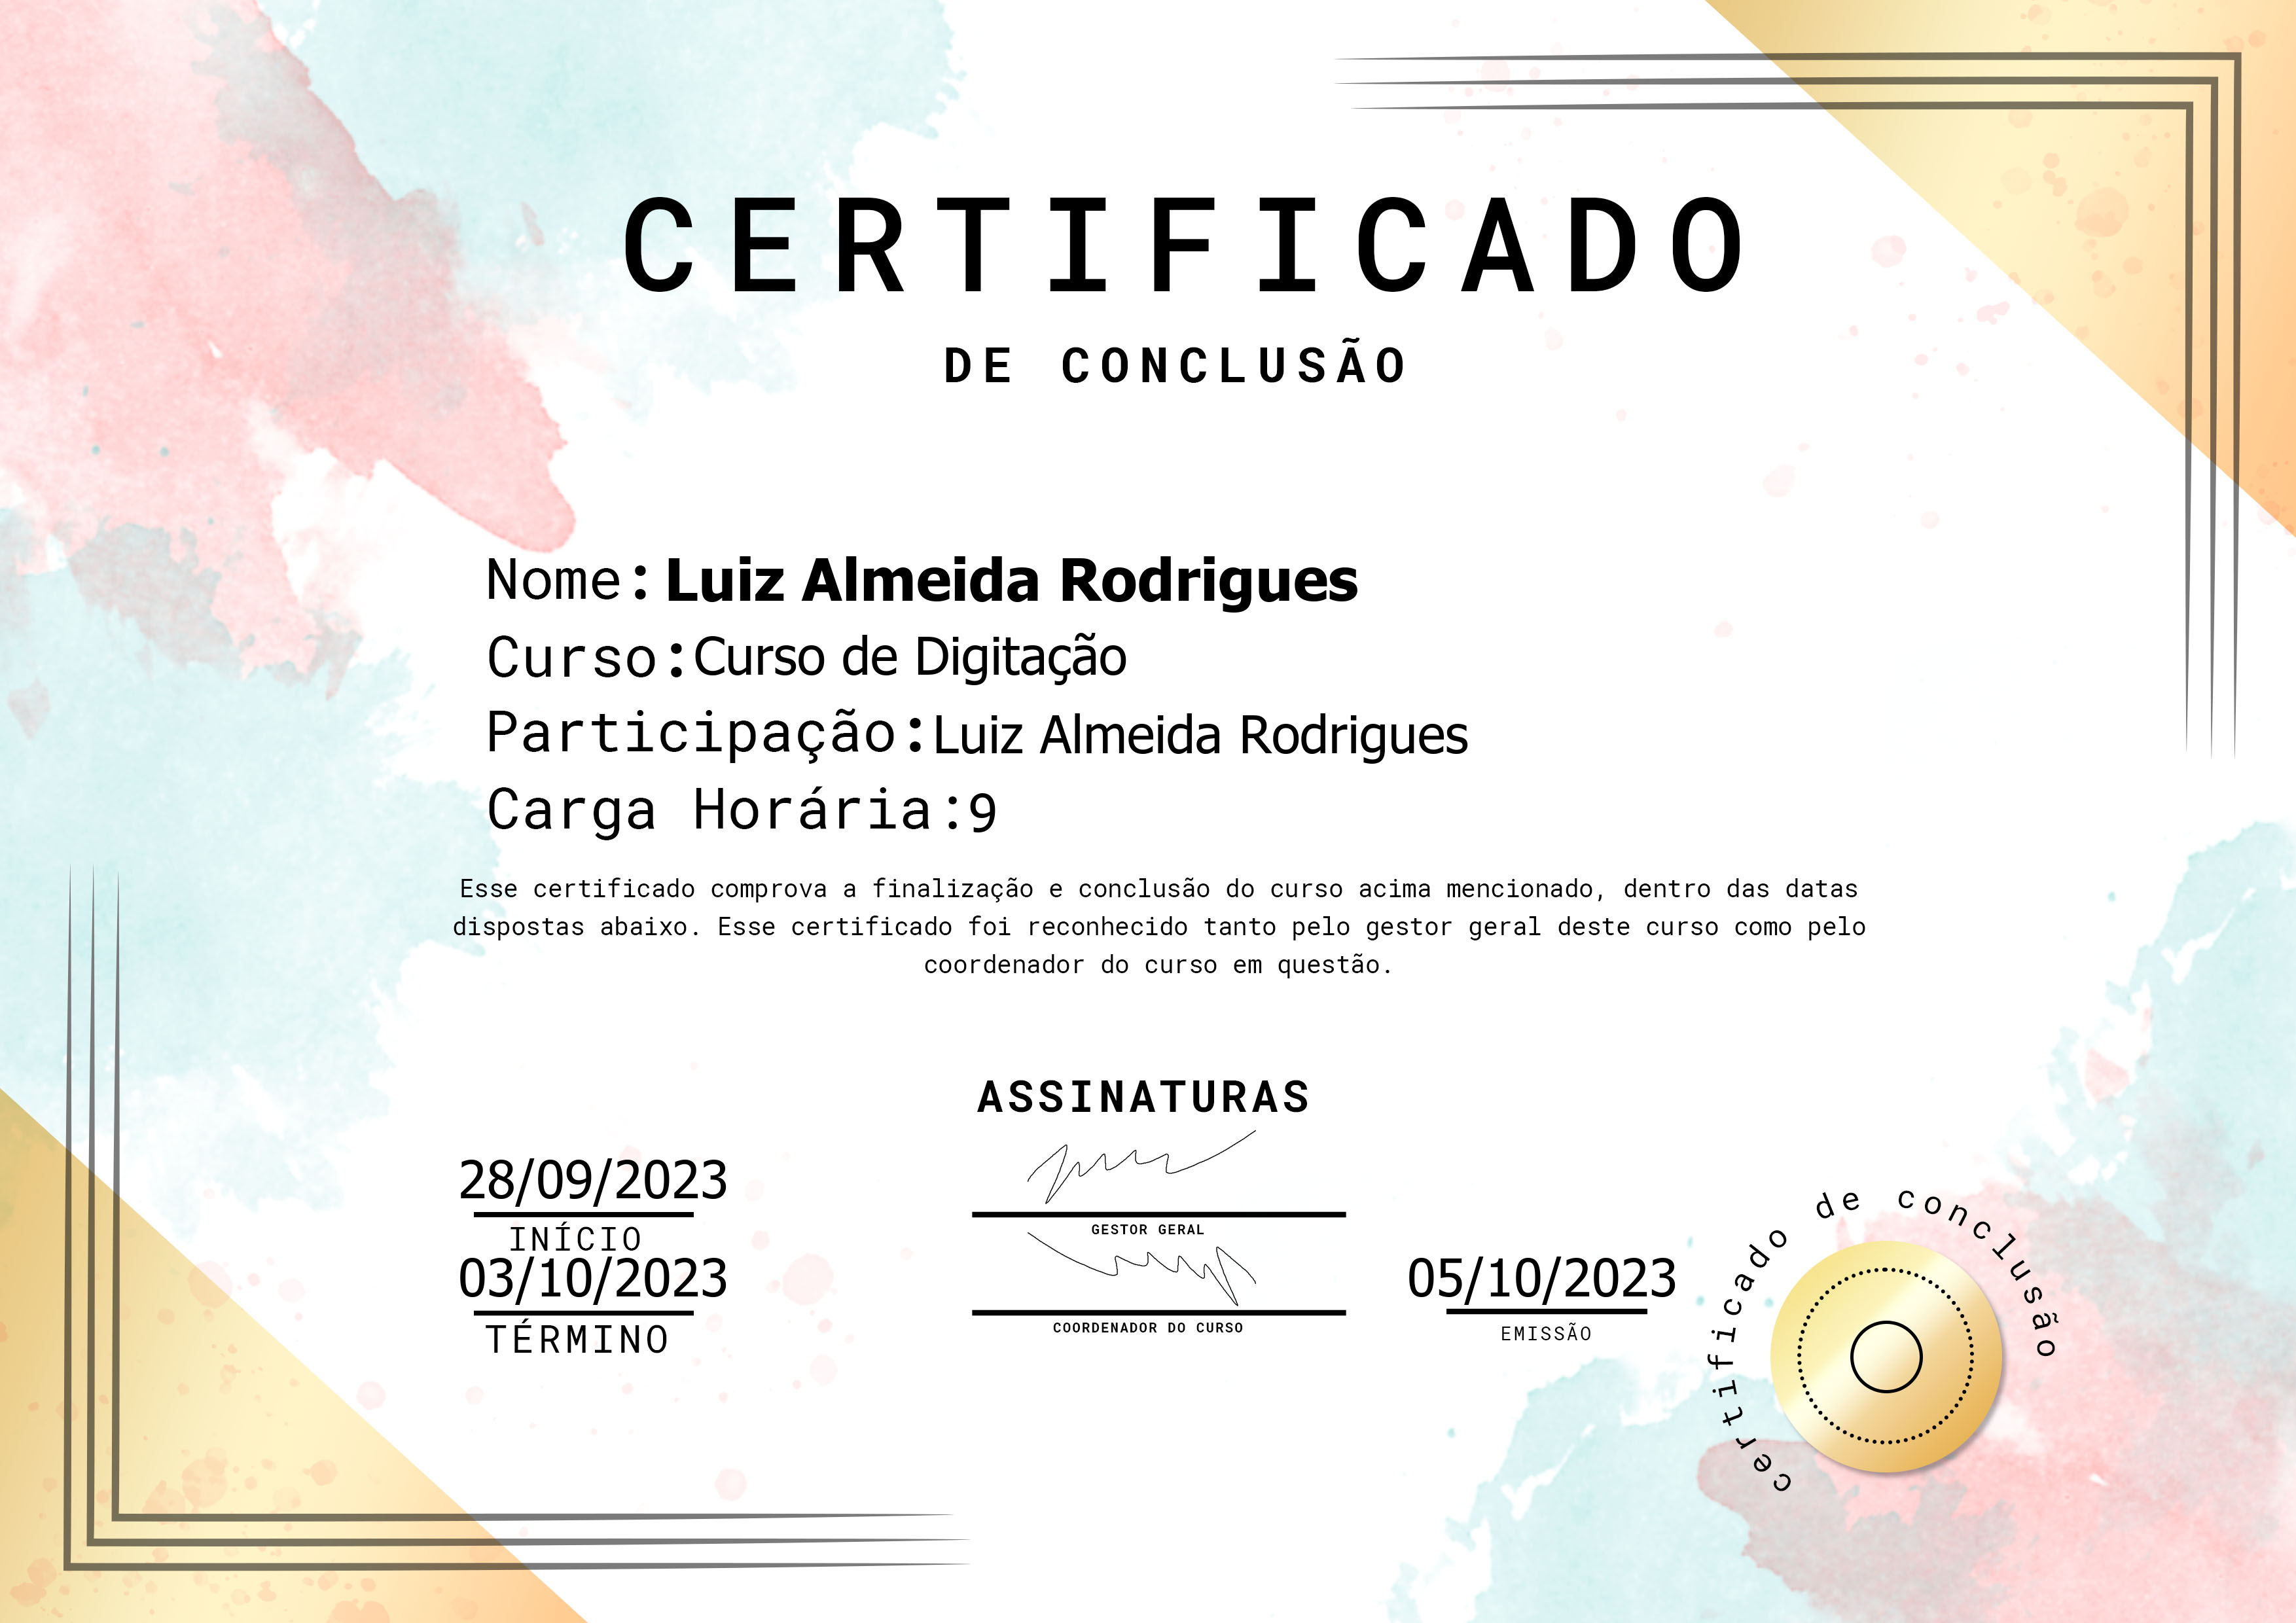 CERTIFICADO
DE CONCLUSÃO
Nome: Luiz Almeida Rodrigues
Curso:Curso de Digitação
Participação:Luiz Almeida Rodrigues
Carga Horária:9
Esse certificado comprova a finalização e conclusão do curso acima mencionado, dentro das datas
dispostas abaixo. Esse certificado foi reconhecido tanto pelo gestor geral deste curso como pelo
coordenador do curso em questão.
ASSINATURAS
28/09/2023
INÍCIO
GESTOR GERAL
03/10/2023
TÉRMINO
COORDENADOR DO CURSO
05/10/2023
EMISSÃO
certificado de conclusão